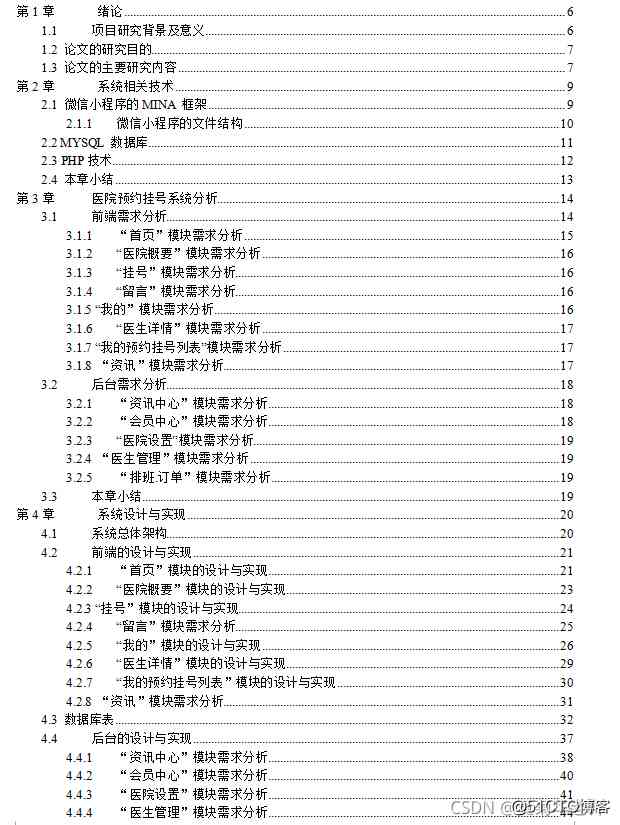 第 1 章 绪论 6
1.1 项目研究背景及意义 6
1.2 论文的研究目的 7
1.3 论文的主要研究内容 7
第 2 章 系统相关技术 9
2.1 微信小程序的 MINA 框架 9
2.1.1 微信小程序的文件结构 10
2.2 MYSQL 数据库 11
2.3 PHP 技术 12
2.4 本章小结 13
第 3 章 医院预约挂号系统分析 14
3.1 前端需求分析 14
3.1.1 “首页”模块需求分析 15
3.1.2 “医院概要”模块需求分析 16
3.1.3 “挂号”模块需求分析 16
3.1.4 “留言”模块需求分析 16
3.1.5 “我的”模块需求分析 16
3.1.6 “医生详情”模块需求分析 17
3.1.7 “我的预约挂号列表”模块需求分析 17
3.1.8 “资讯”模块需求分析 17
3.2 后台需求分析 18
3.2.1 “资讯中心”模块需求分析 18
3.2.2 “会员中心”模块需求分析 18
3.2.3 “医院设置”模块需求分析 19
3.2.4 “医生管理”模块需求分析 19
3.2.5 “排班.订单”模块需求分析 19
3.3 本章小结 19
第 4 章 系统设计与实现 20
4.1 系统总体架构 20
4.2 前端的设计与实现 21
4.2.1 “首页”模块的设计与实现 21
4.2.2 “医院概要”模块的设计与实现 23
4.2.3 “挂号”模块的设计与实现 24
4.2.4 “留言”模块需求分析 25
4.2.5 “我的”模块的设计与实现 26
4.2.6 “医生详情”模块的设计与实现 29
4.2.7 “我的预约挂号列表”模块的设计与实现 30
4.2.8 “资讯”模块需求分析 31
4.3 数据库表 32
4.4 后台的设计与实现 37
4.4.1 “资讯中心”模块需求分析 38
4.4.2 “会员中心”模块需求分析 40
4.4.3 “医院设置”模块需求分析 41
4.4.4 “医生管理”模块需求分析 44
CSDN @51CTO博客